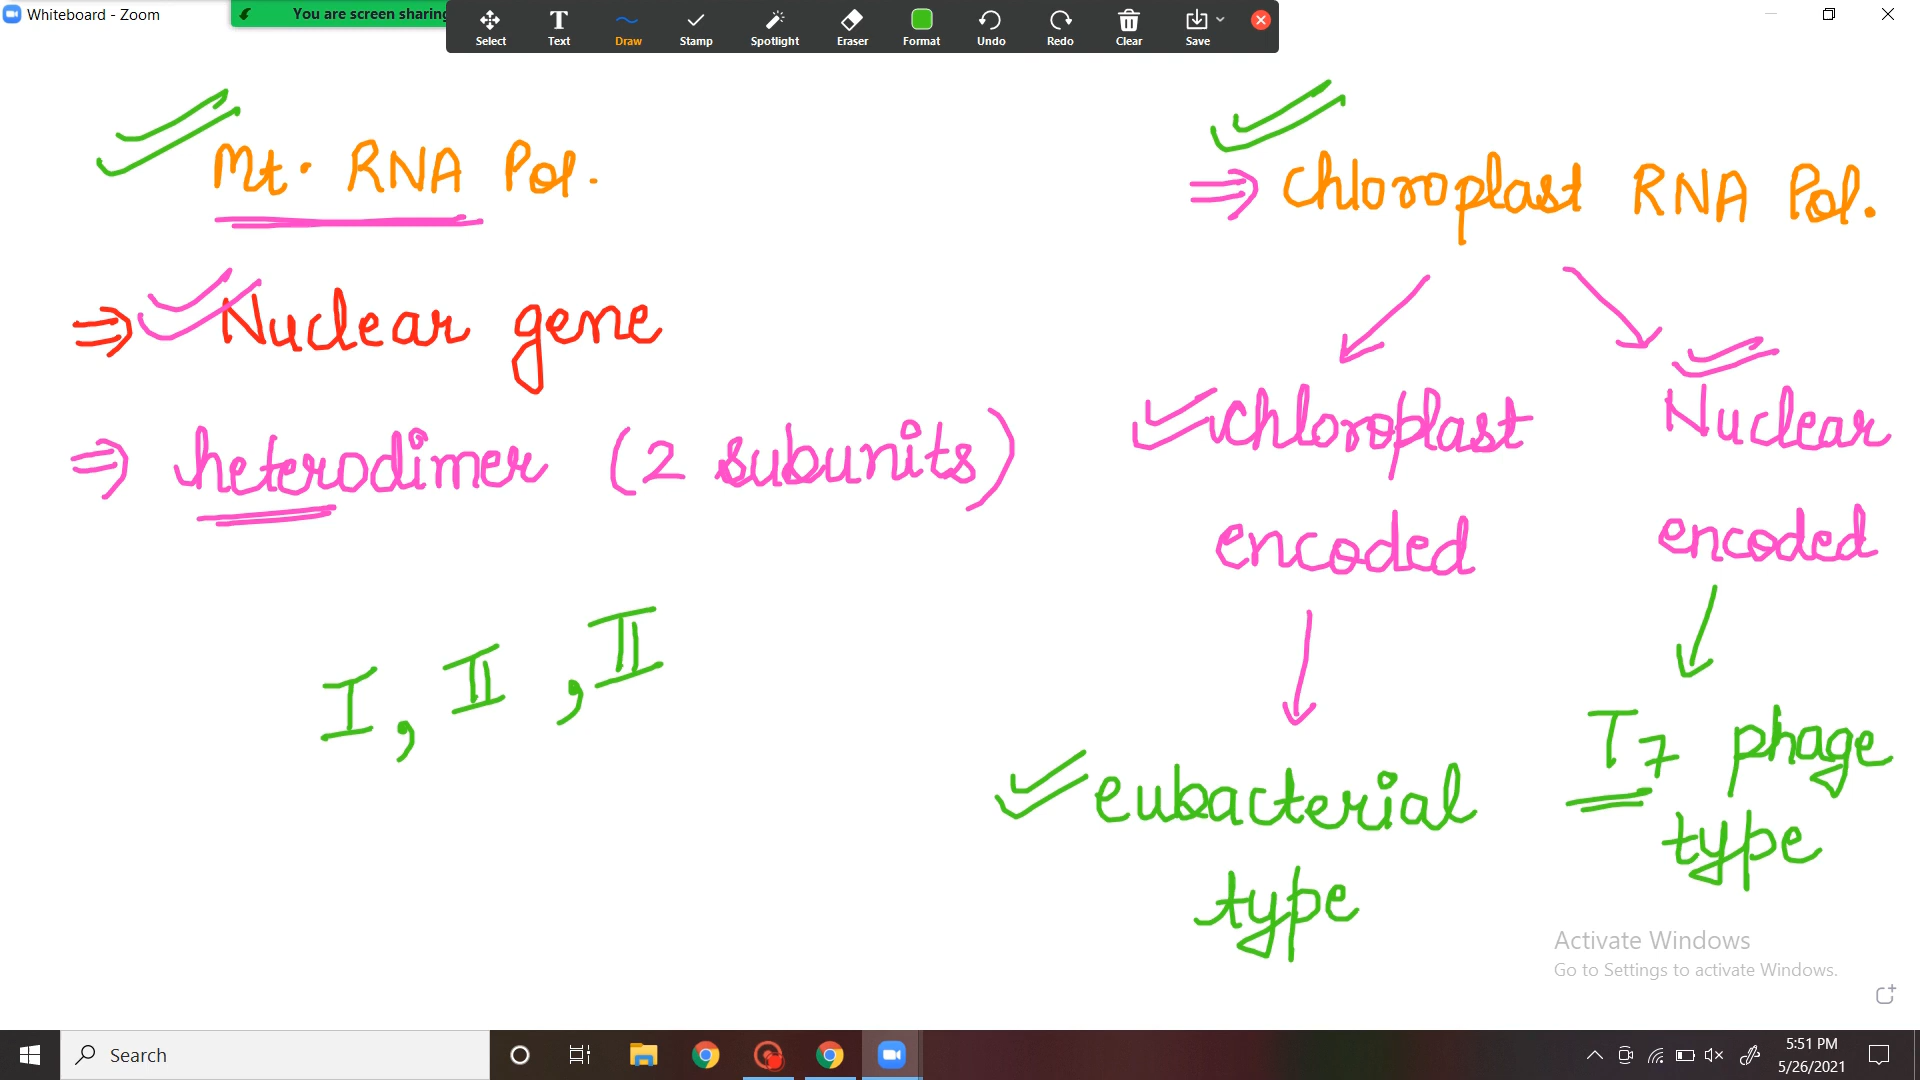 Whiteboard - Zoom
You are screen sharing
Select
Text
Draw
Stamp
Spotlight
Eraser
Format
Undo
Redo
Clear
Save
Mt. RNA Pol.
⇒ Nuclear gene
⇒ heterodimer (2 subunits)
I, II, II
⇒ Chloroplast RNA Pol.
Chloroplast
encoded
eubacterial
type
Nuclear
encoded
T7 phage
type
Activate Windows
Go to Settings to activate Windows.
Search
5:51 PM
5/26/2021